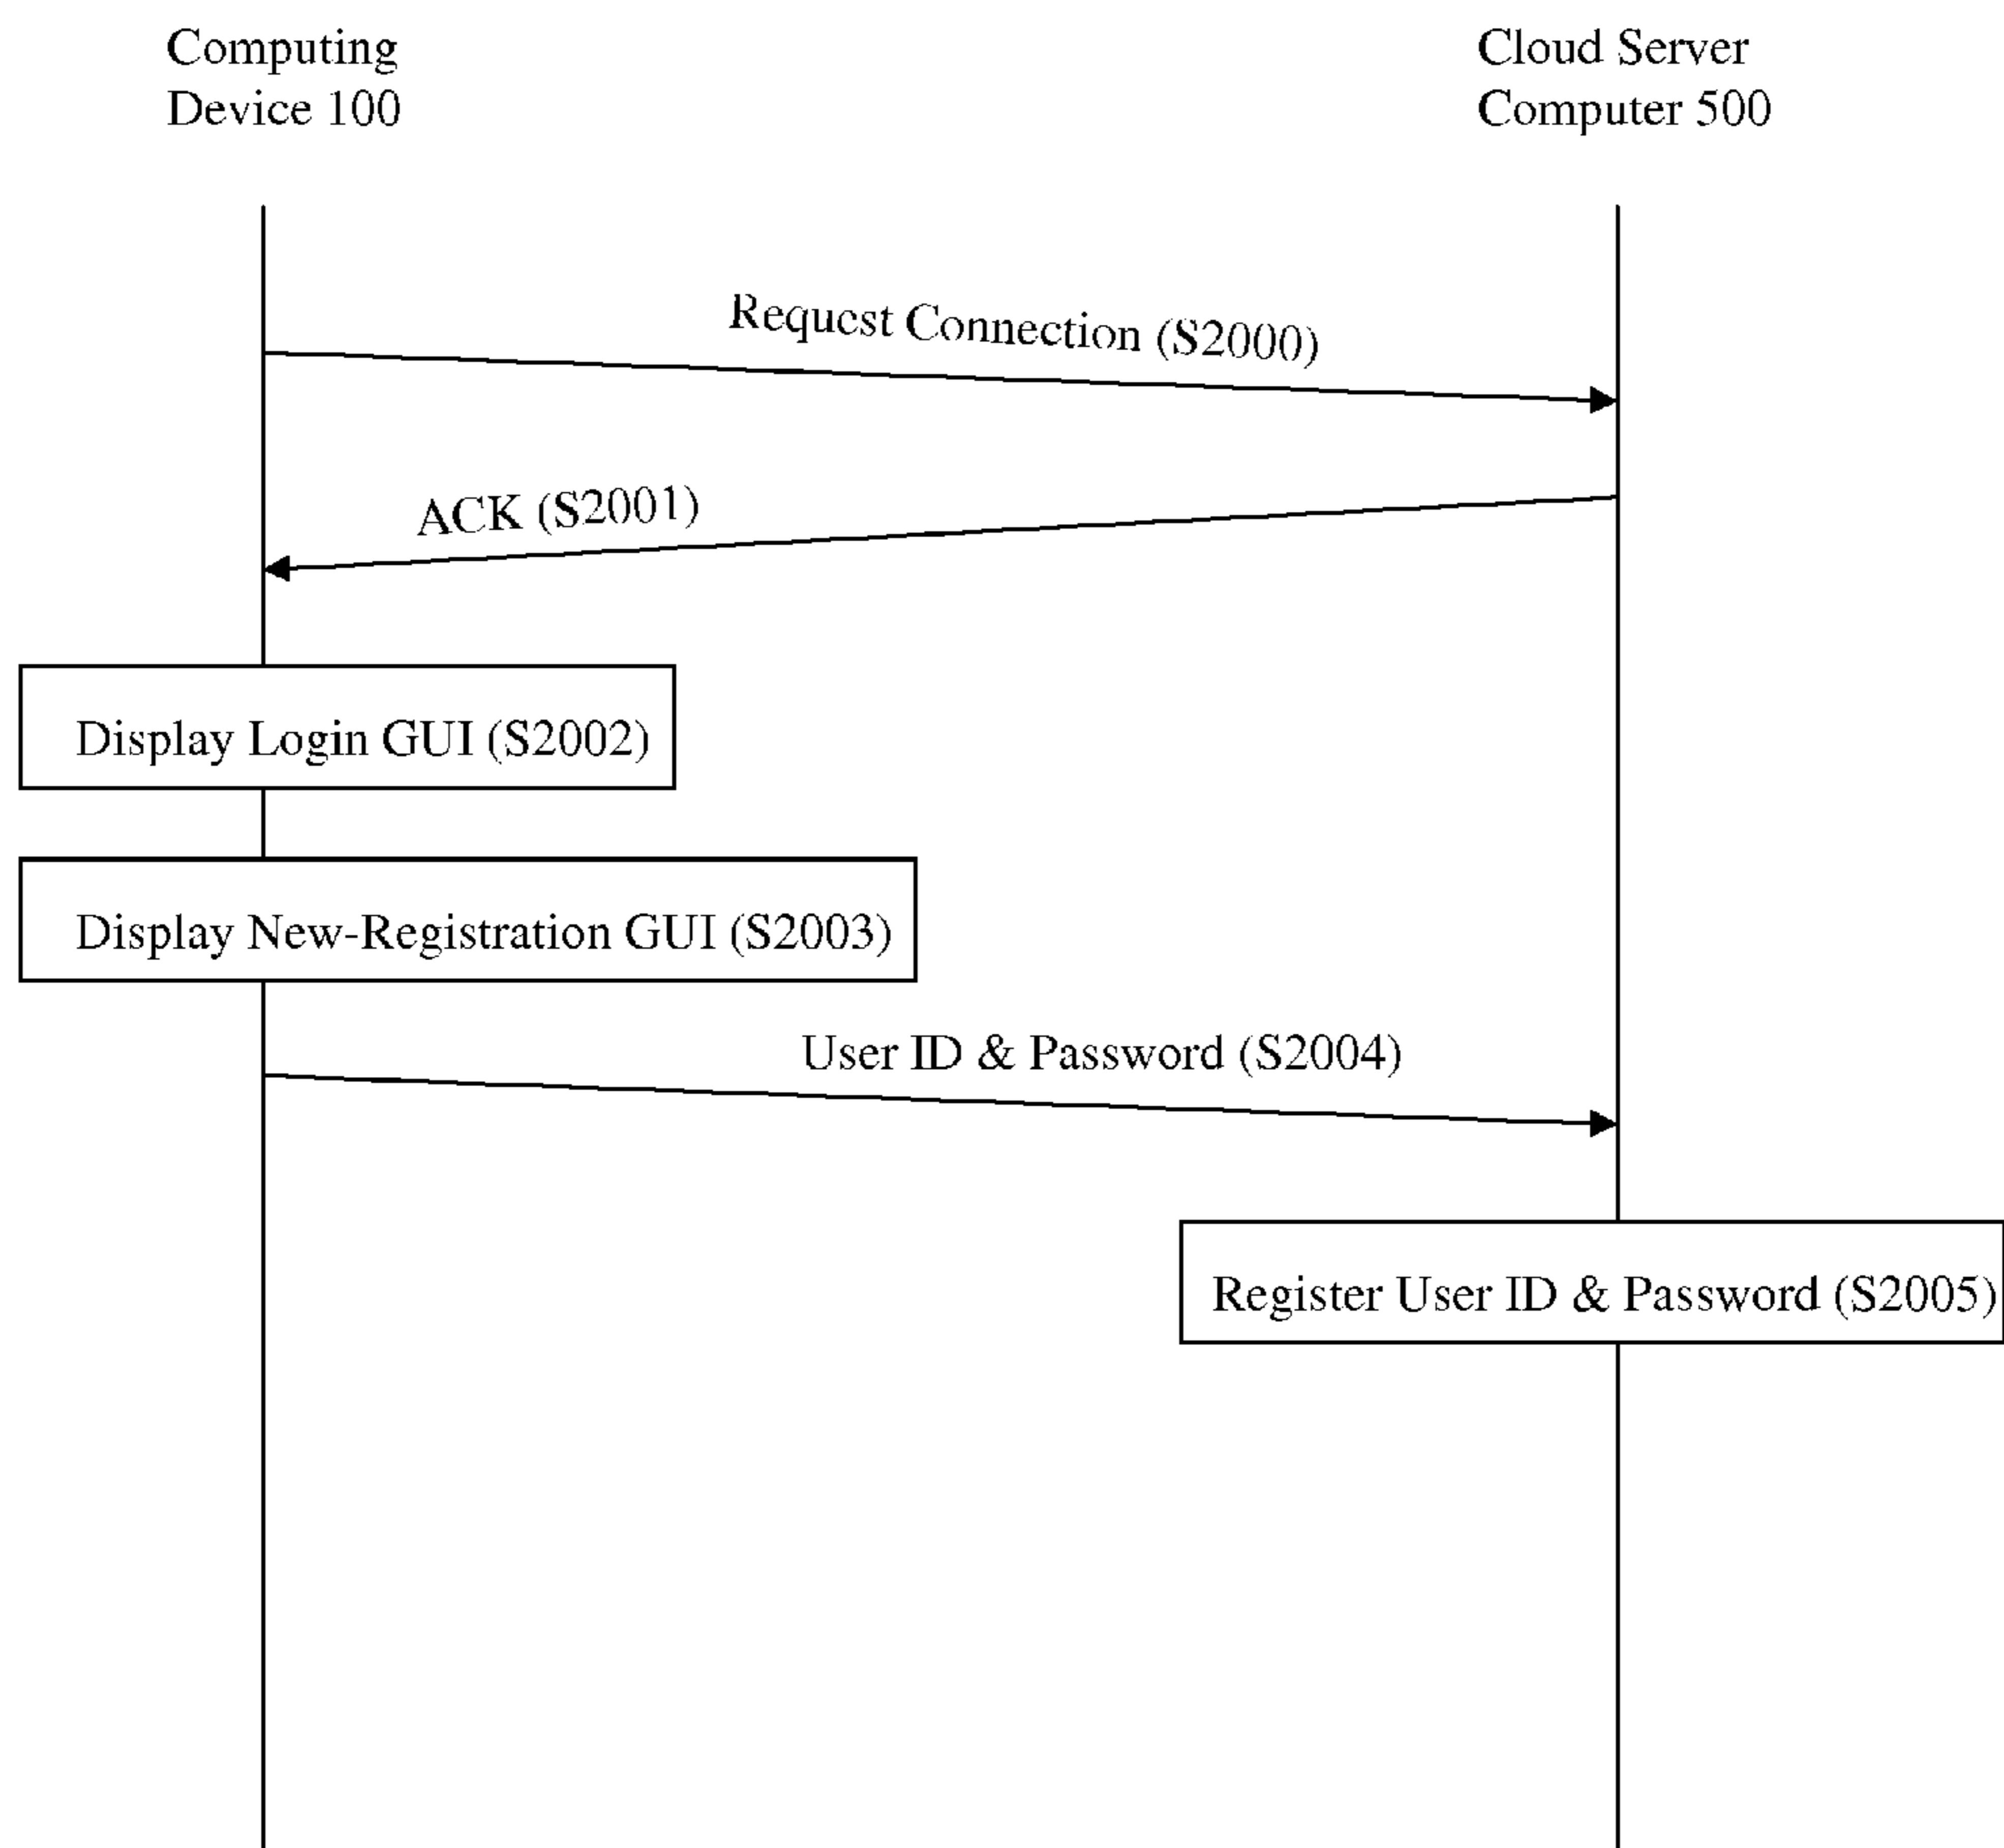 Computing
Device 100
Cloud Server
Computer 500
Request Connection (S2000)
ACK (S2001)
Display Login GUI (S2002)
Display New-Registration GUI (S2003)
User ID & Password (S2004)
Register User ID & Password (S2005)